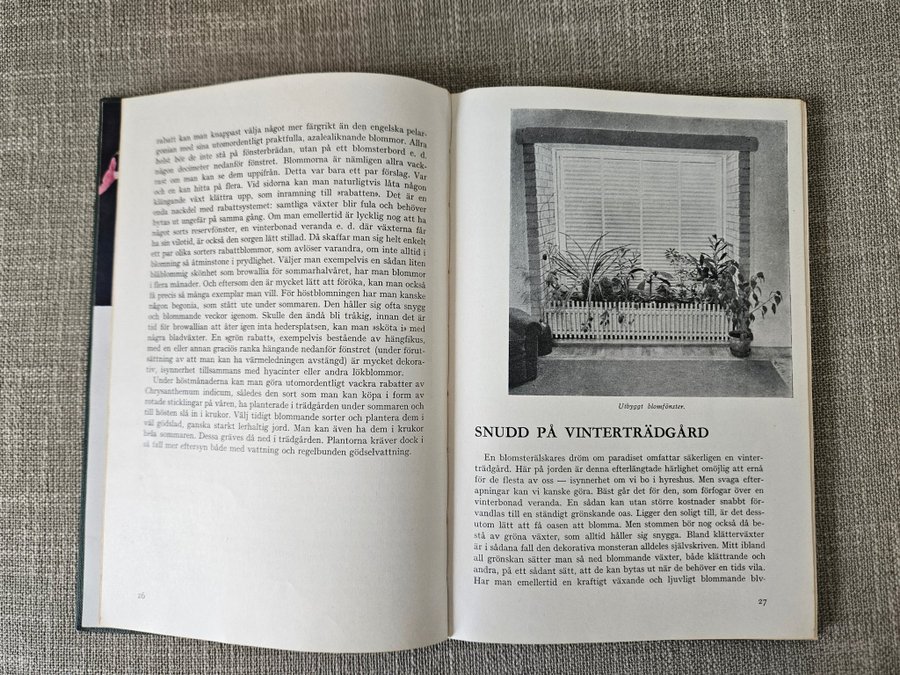 rabatt kan man knappast välja något mer färgrikt än den engelska pelar-
gonian med sina utomordentligt praktfulla, azalealiknande blommor. Allra
helst bör de inte stå på fönsterbrädan, utan på ett blomsterbord e. d.
någon decimeter nedanför fönstret. Blommorna är nämligen allra vack-
rast om man kan se dem uppifrån. Detta var bara ett par förslag. Var
och en kan hitta på flera. Vid sidorna kan man naturligtvis låta någon
klängande växt klättra upp, som inramning till »rabatten». Det är en
enda nackdel med rabattsystemet: samtliga växter blir fula och behöver
bytas ut ungefär på samma gång. Om man emellertid är lycklig nog att ha
något sorts reservfönster, en vinterbonad veranda e. d. där växterna får
ha sin vilotid, är också den sorgen lätt stillad. Då skaffar man sig helt enkelt
ett par olika sorters rabattblommor, som avlöser varandra, om inte alltid i
blomning så åtminstone i prydlighet. Väljer man exempelvis en sådan liten
blåblommig skönhet som browallia för sommarhalvåret, har man blommor
i flera månader. Och eftersom den är mycket lätt att föröka, kan man också
få precis så många exemplar man vill. För höstblomningen har man kanske
någon begonia, som stått ute under sommaren. Den håller sig ofta snygg
och blommande veckor igenom. Skulle den ändå bli tråkig, innan det är
tid för browallian att åter igen inta hedersplatsen, kan man »sköta i» med
några bladväxter. En »grön rabatt», exempelvis bestående av hängfikus,
med en eller annan graciös ranka hängande nedanför fönstret (under förut-
sättning av att man kan ha värmeledningen avstängd) är mycket dekora-
tiv, isynnerhet tillsammans med hyacinter eller andra lökblommor.
Under höstmånaderna kan man göra utomordentligt vackra rabatter av
Chrysanthemum indicum, således den sort som man kan köpa i form av
rotade sticklingar på våren, ha planterade i trädgården under sommaren och
till hösten slå in i krukor. Välj tidigt blommande sorter och plantera dem i
väl gödslad, ganska starkt lerhaltig jord. Man kan även ha dem i krukor
hela sommaren. Dessa gräves då ned i trädgården. Plantorna kräver dock i
så fall mer eftersyn både med vattning och regelbunden gödselvattning.
26
Utbyggt blomfönster.
SNUDD PÅ VINTERTRÄDGÅRD
En blomsterälskares dröm om paradiset omfattar säkerligen en vinter-
trädgård. Här på jorden är denna efterlängtade härlighet omöjlig att ernå
för de flesta av oss — isynnerhet om vi bo i hyreshus. Men svaga efter-
apningar kan vi kanske göra. Bäst går det för den, som förfogar över en
vinterbonad veranda. En sådan kan utan större kostnader snabbt för-
vandlas till en ständigt grönskande oas. Ligger den soligt till, är det dess-
utom lätt att få oasen att blomma. Men stommen bör nog också då be-
stå av gröna växter, som alltid håller sig snygga. Bland klätterväxter
är i sådana fall den dekorativa monsteran alldeles självskriven. Mitt ibland
all grönskan sätter man så ned blommande växter, både klättrande och
andra, på ett sådant sätt, att de kan bytas ut när de behöver en tids vila.
Har man emellertid en kraftigt växande och ljuvligt blommande blv-
27